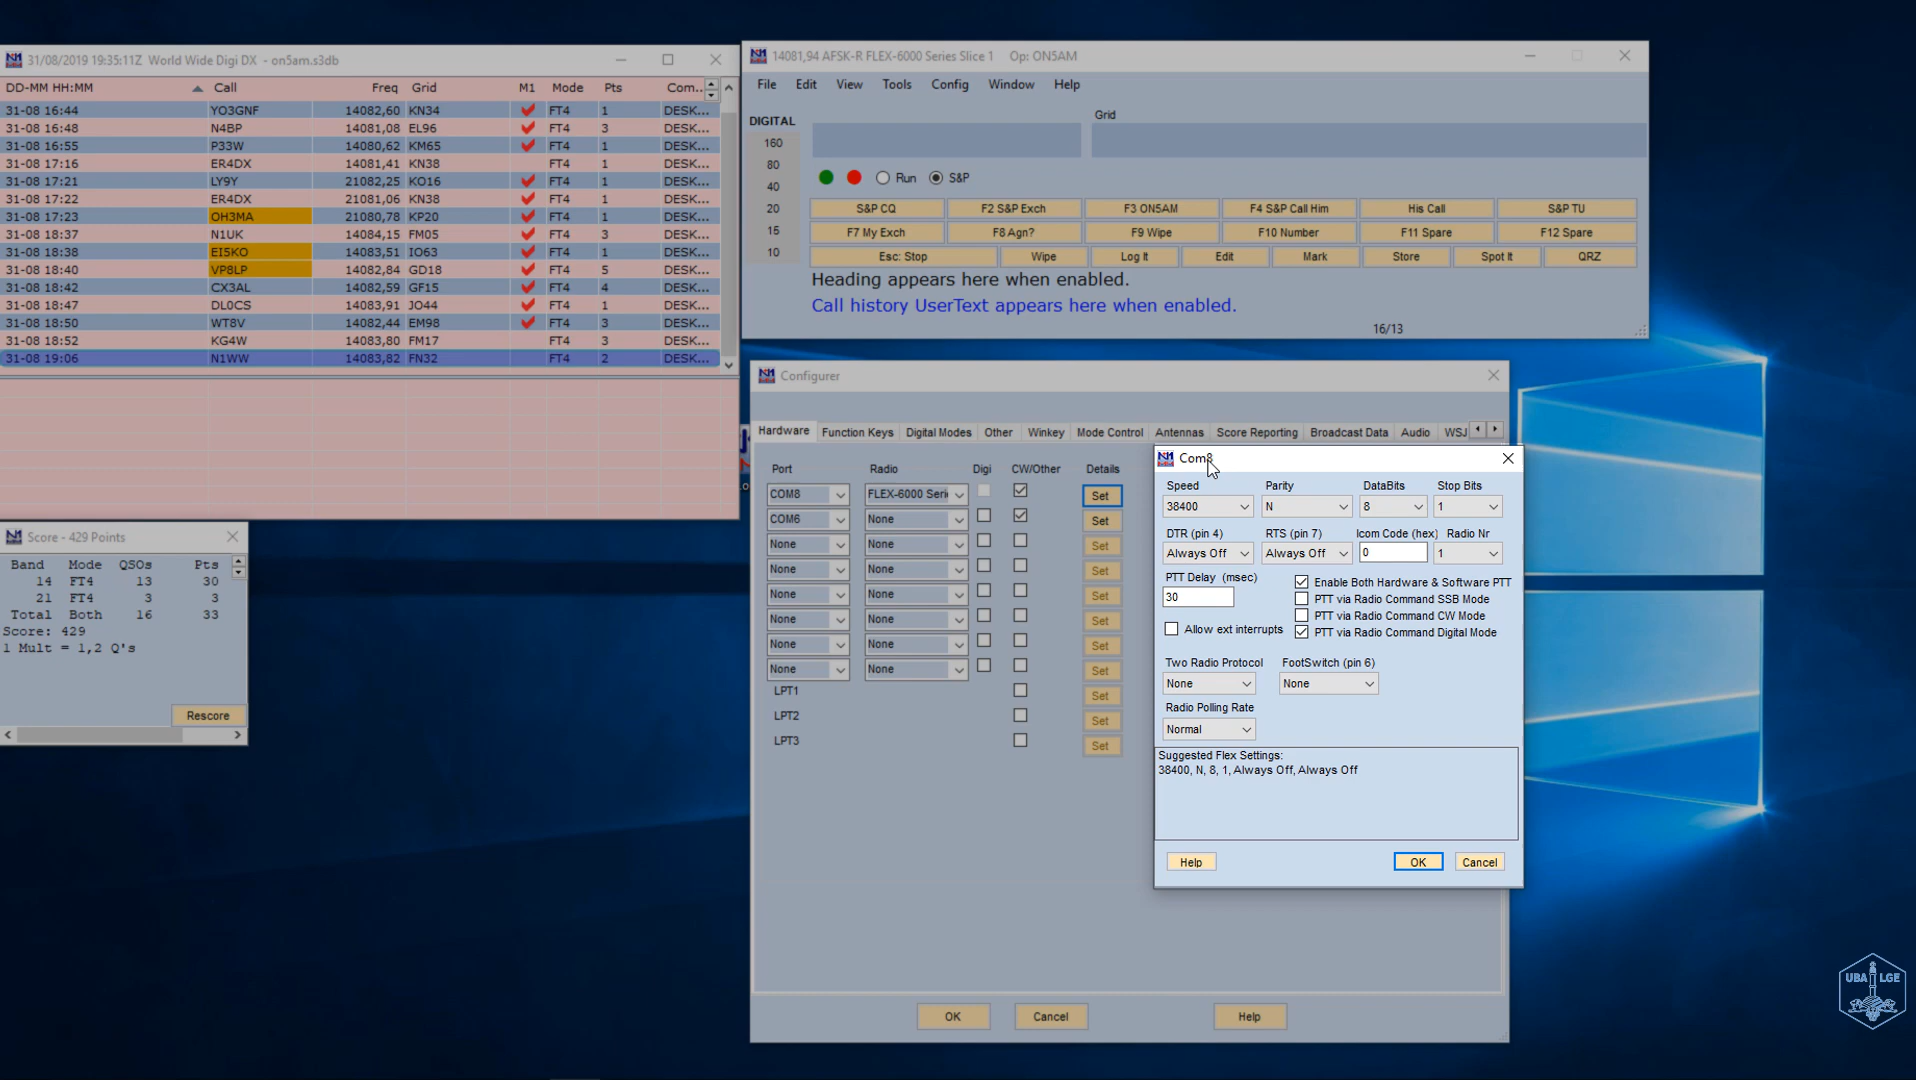 31/08/2019 19:35:11Z World Wide Digi DX - on5am.s3db
DD-MM HH:MM Call Freq Grid M1 Mode Pts Com...
31-08 16:44 YO3GNF 14082,60 KN34 FT4 1 DESK...
31-08 16:48 N4BP 14081,08 EL96 FT4 3 DESK...
31-08 16:55 P33W 14080,62 KM65 FT4 1 DESK...
31-08 17:16 ER4DX 14081,41 KN38 FT4 1 DESK...
31-08 17:21 LY9Y 21082,25 KO16 FT4 1 DESK...
31-08 17:22 ER4DX 21081,06 KN38 FT4 1 DESK...
31-08 17:23 OH3MA 21080,78 KP20 FT4 1 DESK...
31-08 18:37 N1UK 14084,15 FM05 FT4 3 DESK...
31-08 18:38 EI5KO 14083,51 IO63 FT4 1 DESK...
31-08 18:40 VP8LP 14082,84 GD18 FT4 5 DESK...
31-08 18:42 CX3AL 14082,59 GF15 FT4 4 DESK...
31-08 18:47 DL0CS 14083,91 JO44 FT4 1 DESK...
31-08 18:50 WT8V 14082,44 EM98 FT4 3 DESK...
31-08 18:52 KG4W 14083,80 FM17 FT4 3 DESK...
31-08 19:06 N1WW 14083,82 FN32 FT4 2 DESK...
Score - 429 Points
Band Mode QSOs Pts
14 FT4 13 30
21 FT4 3 3
Total Both 16 33
Score: 429
1 Mult = 1,2 Q's
Rescore
14081,94 AFSK-R FLEX-6000 Series Slice 1 Op: ON5AM
File Edit View Tools Config Window Help
DIGITAL
Grid
160
80
40
20
15
10
Run S&P
S&P CQ F2 S&P Exch F3 ON5AM F4 S&P Call Him His Call S&P TU
F7 My Exch F8 Agn? F9 Wipe F10 Number F11 Spare F12 Spare
Esc: Stop Wipe Log It Edit Mark Store Spot It QRZ
Heading appears here when enabled.
Call history UserText appears here when enabled.
16/13
Configurer
Hardware Function Keys Digital Modes Other Winkey Mode Control Antennas Score Reporting Broadcast Data Audio WSJ
Port Radio Digi CW/Other Details
COM8 FLEX-6000 Seri Set
COM6 None Set
None None Set
None None Set
None None Set
None None Set
None None Set
None None Set
LPT1 Set
LPT2 Set
LPT3 Set
OK Cancel Help
Com8
Speed Parity DataBits Stop Bits
38400 N 8 1
DTR (pin 4) RTS (pin 7) Icom Code (hex) Radio Nr
Always Off Always Off 0 1
PTT Delay (msec)
30
Enable Both Hardware & Software PTT
PTT via Radio Command SSB Mode
PTT via Radio Command CW Mode
Allow ext interrupts
PTT via Radio Command Digital Mode
Two Radio Protocol FootSwitch (pin 6)
None None
Radio Polling Rate
Normal
Suggested Flex Settings:
38400, N, 8, 1, Always Off, Always Off
Help OK Cancel
UBA LGE